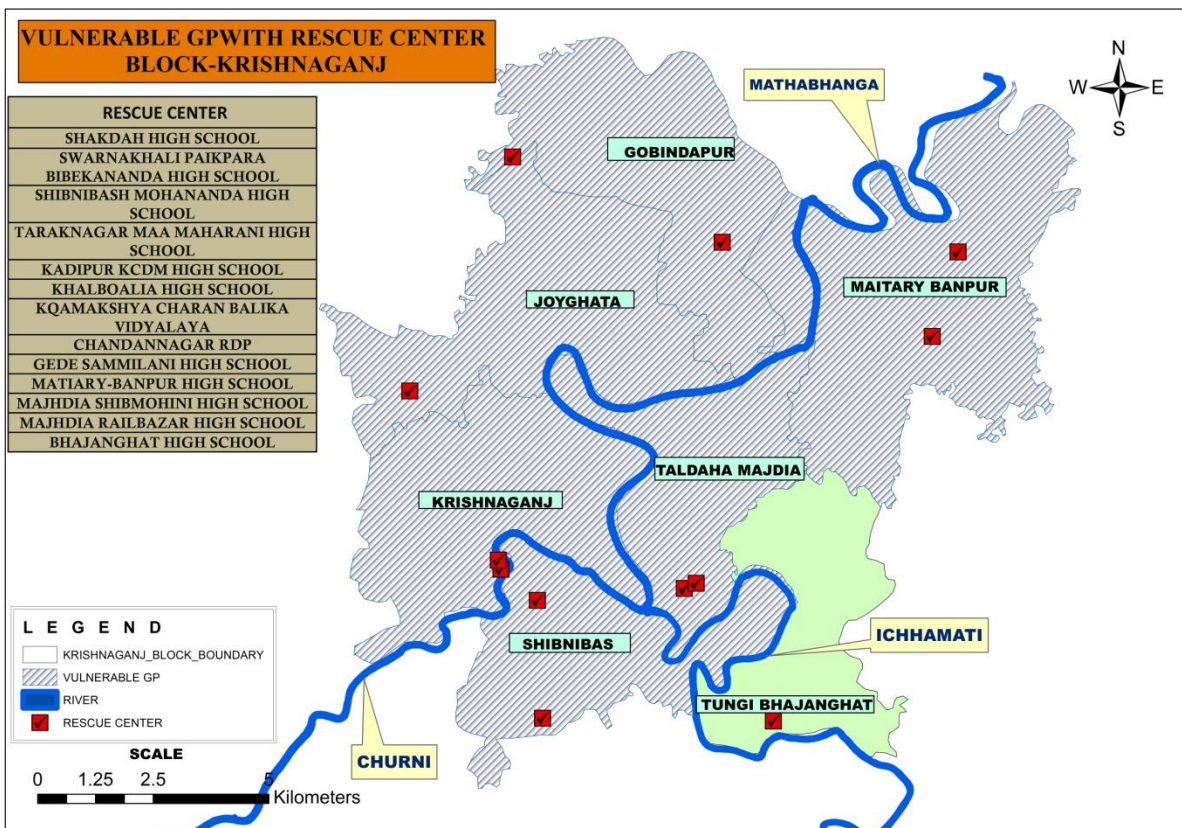 VULNERABLE GPWITH RESCUE CENTER
BLOCK-KRISHNAGANJ
RESCUE CENTER
SHAKDAH HIGH SCHOOL
SWARNAKHALI PAIKPARA
BIBEKANANDA HIGH SCHOOL
SHIBNIBASH MOHANANDA HIGH
SCHOOL
TARAKNAGAR MAA MAHARANI HIGH
SCHOOL
KADIPUR KCDM HIGH SCHOOL
KHALBOALIA HIGH SCHOOL
KQAMAKSHYA CHARAN BALIKA
VIDYALAYA
CHANDANNAGAR RDP
GEDE SAMMILANI HIGH SCHOOL
MATIARY-BANPUR HIGH SCHOOL
MAJHDIA SHIBMOHINI HIGH SCHOOL
MAJHDIA RAILBAZAR HIGH SCHOOL
BHAJANGHAT HIGH SCHOOL
N
W E
S
MATHABHANGA
GOBINDAPUR
MAITARY BANPUR
JOYGHATA
TALDAHA MAJDIA
KRISHNAGANJ
ICHHAMATI
SHIBNIBAS
TUNGI BHAJANGHAT
CHURNI
LEGEND
KRISHNAGANJ_BLOCK_BOUNDARY
VULNERABLE GP
RIVER
RESCUE CENTER
SCALE
0 1.25 2.5 5
Kilometers